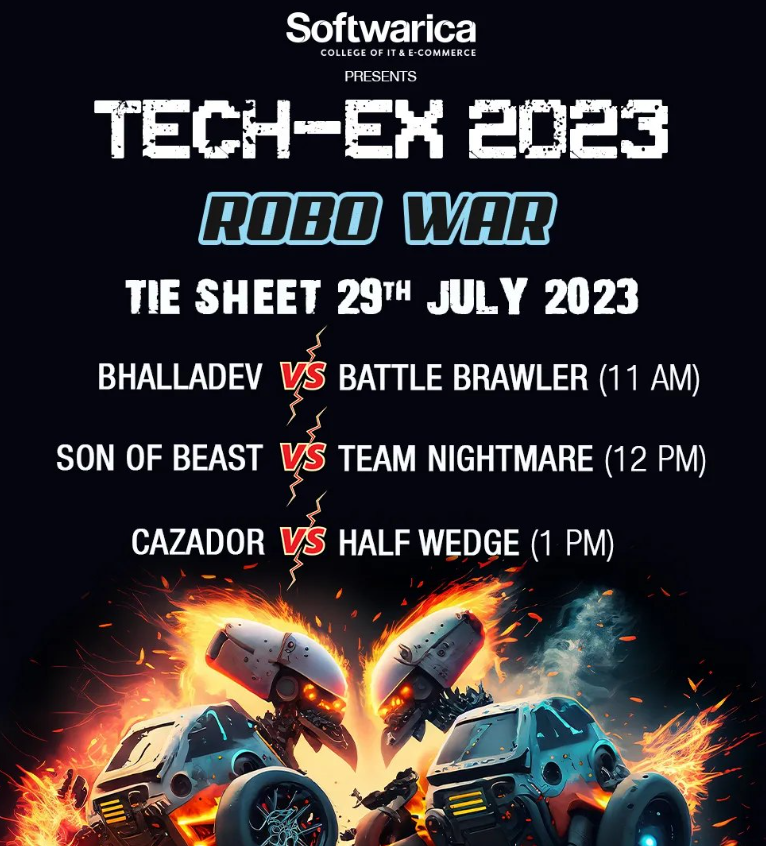 Softwarica
COLLEGE OF IT & E-COMMERCE
PRESENTS
TECH-EX 2023
ROBO WAR
TIE SHEET 29TH JULY 2023
BHALLADEV VS BATTLE BRAWLER (11 AM)
SON OF BEAST VS TEAM NIGHTMARE (12 PM)
CAZADOR VS HALF WEDGE (1 PM)